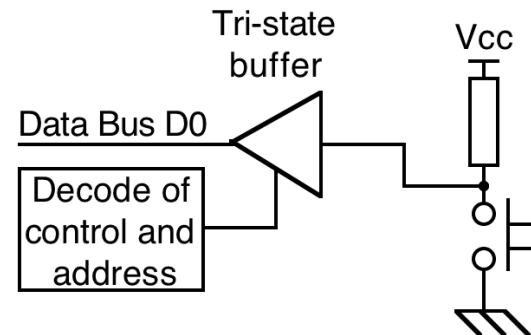 Tri-state
buffer
Vcc
Data Bus D0
Decode of
control and
address